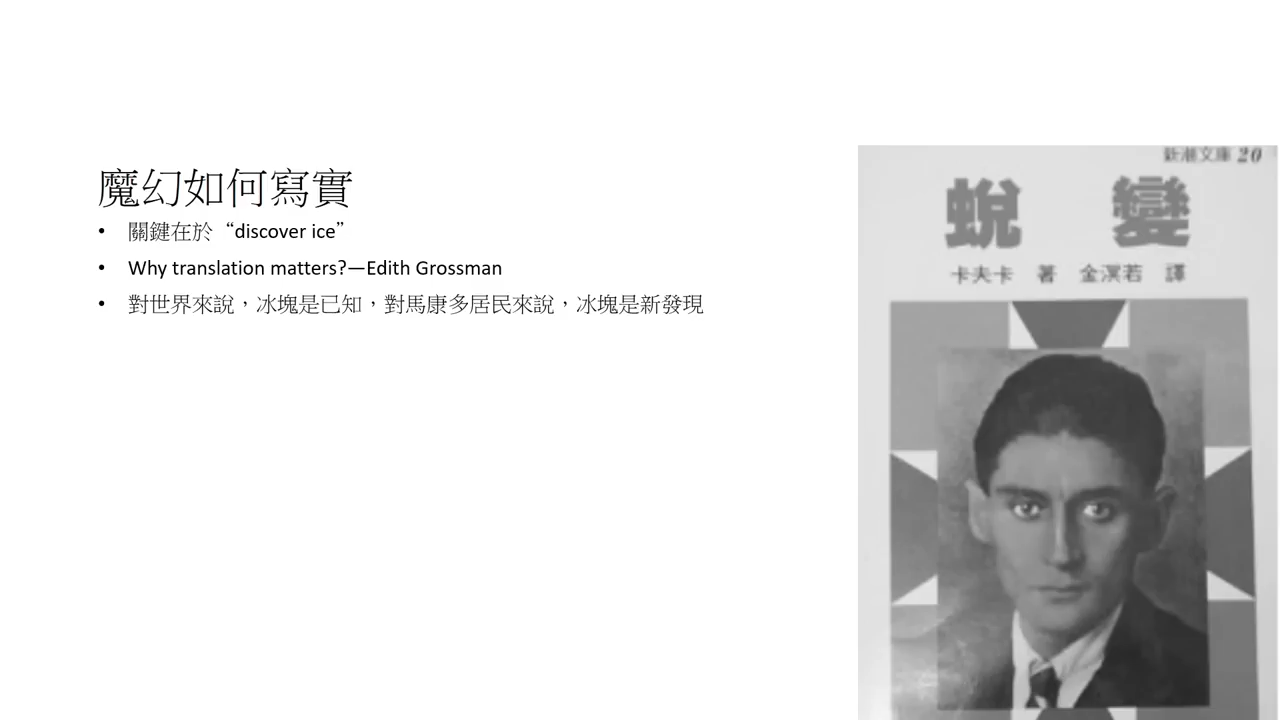 魔幻如何寫實
• 關鍵在於“discover ice”
• Why translation matters?—Edith Grossman
• 對世界來說，冰塊是已知，對馬康多居民來說，冰塊是新發現
新潮文庫 20
蛻變
卡夫卡 著 金溟若 譯